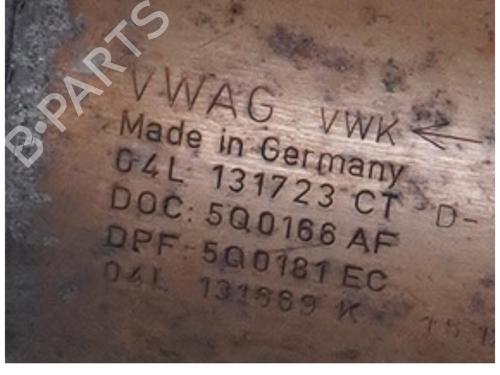 B-PARTS
VWAG VWK
Made in Germany
04L 131723 CT D-
DOC: 5Q0166 AF
DPF: 5Q0181 EC
04L 131669 K